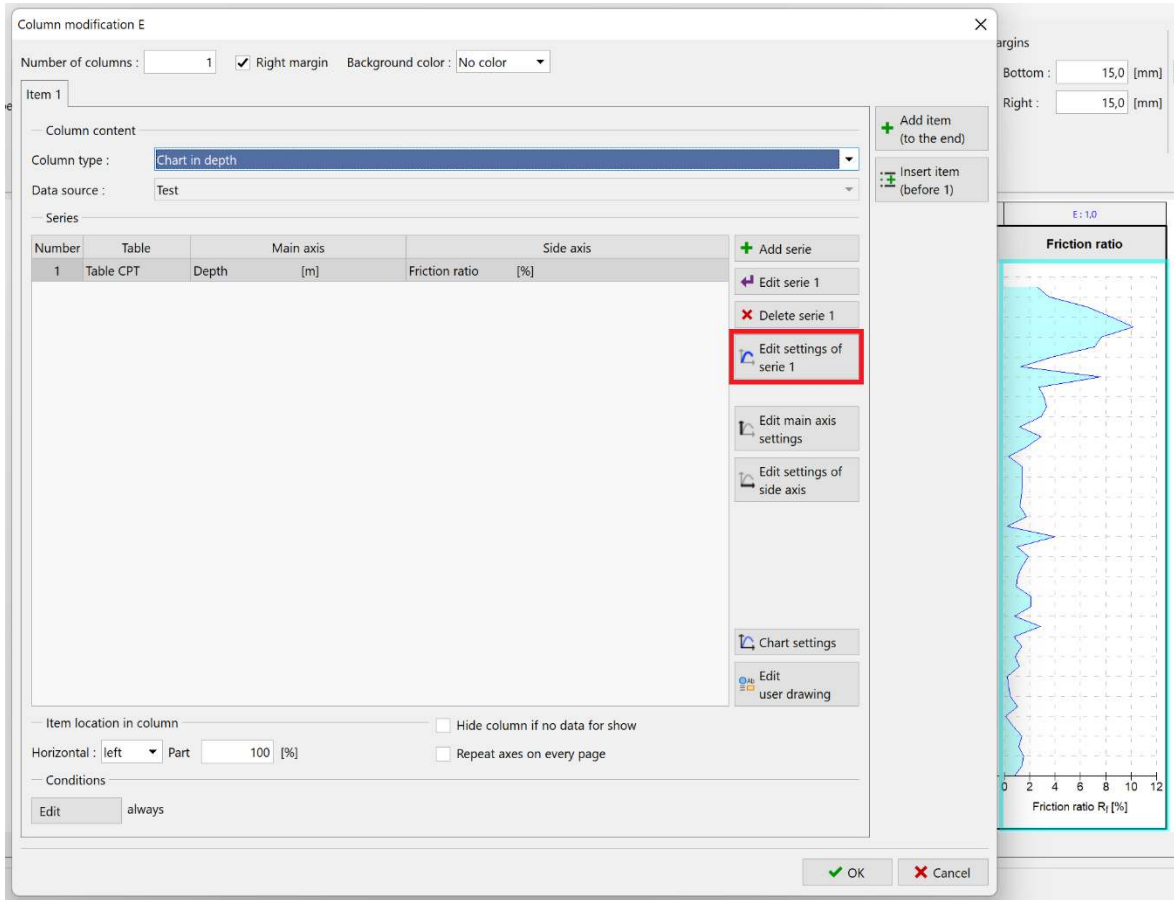 Column modification E
Number of columns : 1 Right margin Background color : No color
Item 1
Column content
Column type : Chart in depth
Data source : Test
Series
Number Table Main axis Side axis
1 Table CPT Depth [m] Friction ratio [%]
Add serie
Edit serie 1
Delete serie 1
Edit settings of
serie 1
Edit main axis
settings
Edit settings of
side axis
Chart settings
Edit
user drawing
Item location in column
Horizontal : left Part 100 [%]
Hide column if no data for show
Repeat axes on every page
Conditions
Edit always
Add item
(to the end)
Insert item
(before 1)
OK Cancel
argins
Bottom : 15,0 [mm]
Right : 15,0 [mm]
E : 1,0
Friction ratio
0 2 4 6 8 10 12
Friction ratio Rf [%]